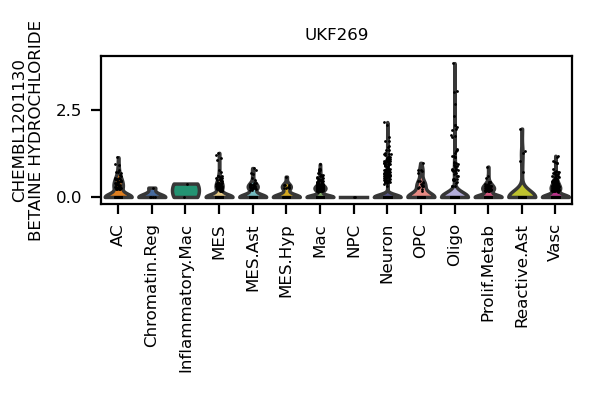 UKF269
CHEMBL1201130
BETAINE HYDROCHLORIDE
2.5
0.0
AC
Chromatin.Reg
Inflammatory.Mac
MES
MES.Ast
MES.Hyp
Mac
NPC
Neuron
OPC
Oligo
Prolif.Metab
Reactive.Ast
Vasc